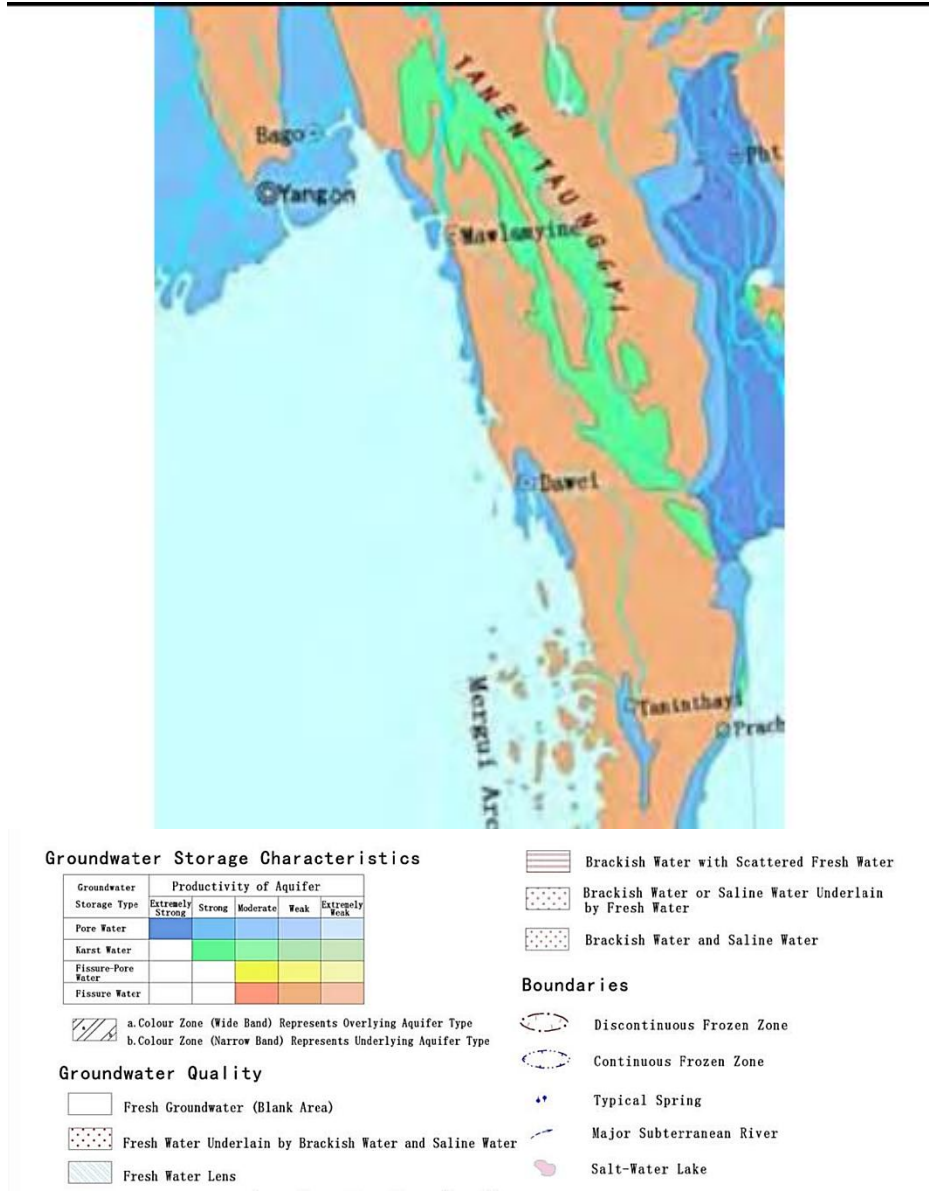 TANEN TAUNGGYI
Bago
Pht
Yangon
Mawlamyine
Dawei
Taninthayi
Prach
Mergui Arc
Groundwater Storage Characteristics
Groundwater Storage Type
Productivity of Aquifer
Extremely Strong
Strong
Moderate
Weak
Extremely Weak
Pore Water
Karst Water
Fissure-Pore Water
Fissure Water
a.Colour Zone (Wide Band) Represents Overlying Aquifer Type
b.Colour Zone (Narrow Band) Represents Underlying Aquifer Type
Groundwater Quality
Fresh Groundwater (Blank Area)
Fresh Water Underlain by Brackish Water and Saline Water
Fresh Water Lens
Brackish Water with Scattered Fresh Water
Brackish Water or Saline Water Underlain
by Fresh Water
Brackish Water and Saline Water
Boundaries
Discontinuous Frozen Zone
Continuous Frozen Zone
Typical Spring
Major Subterranean River
Salt-Water Lake